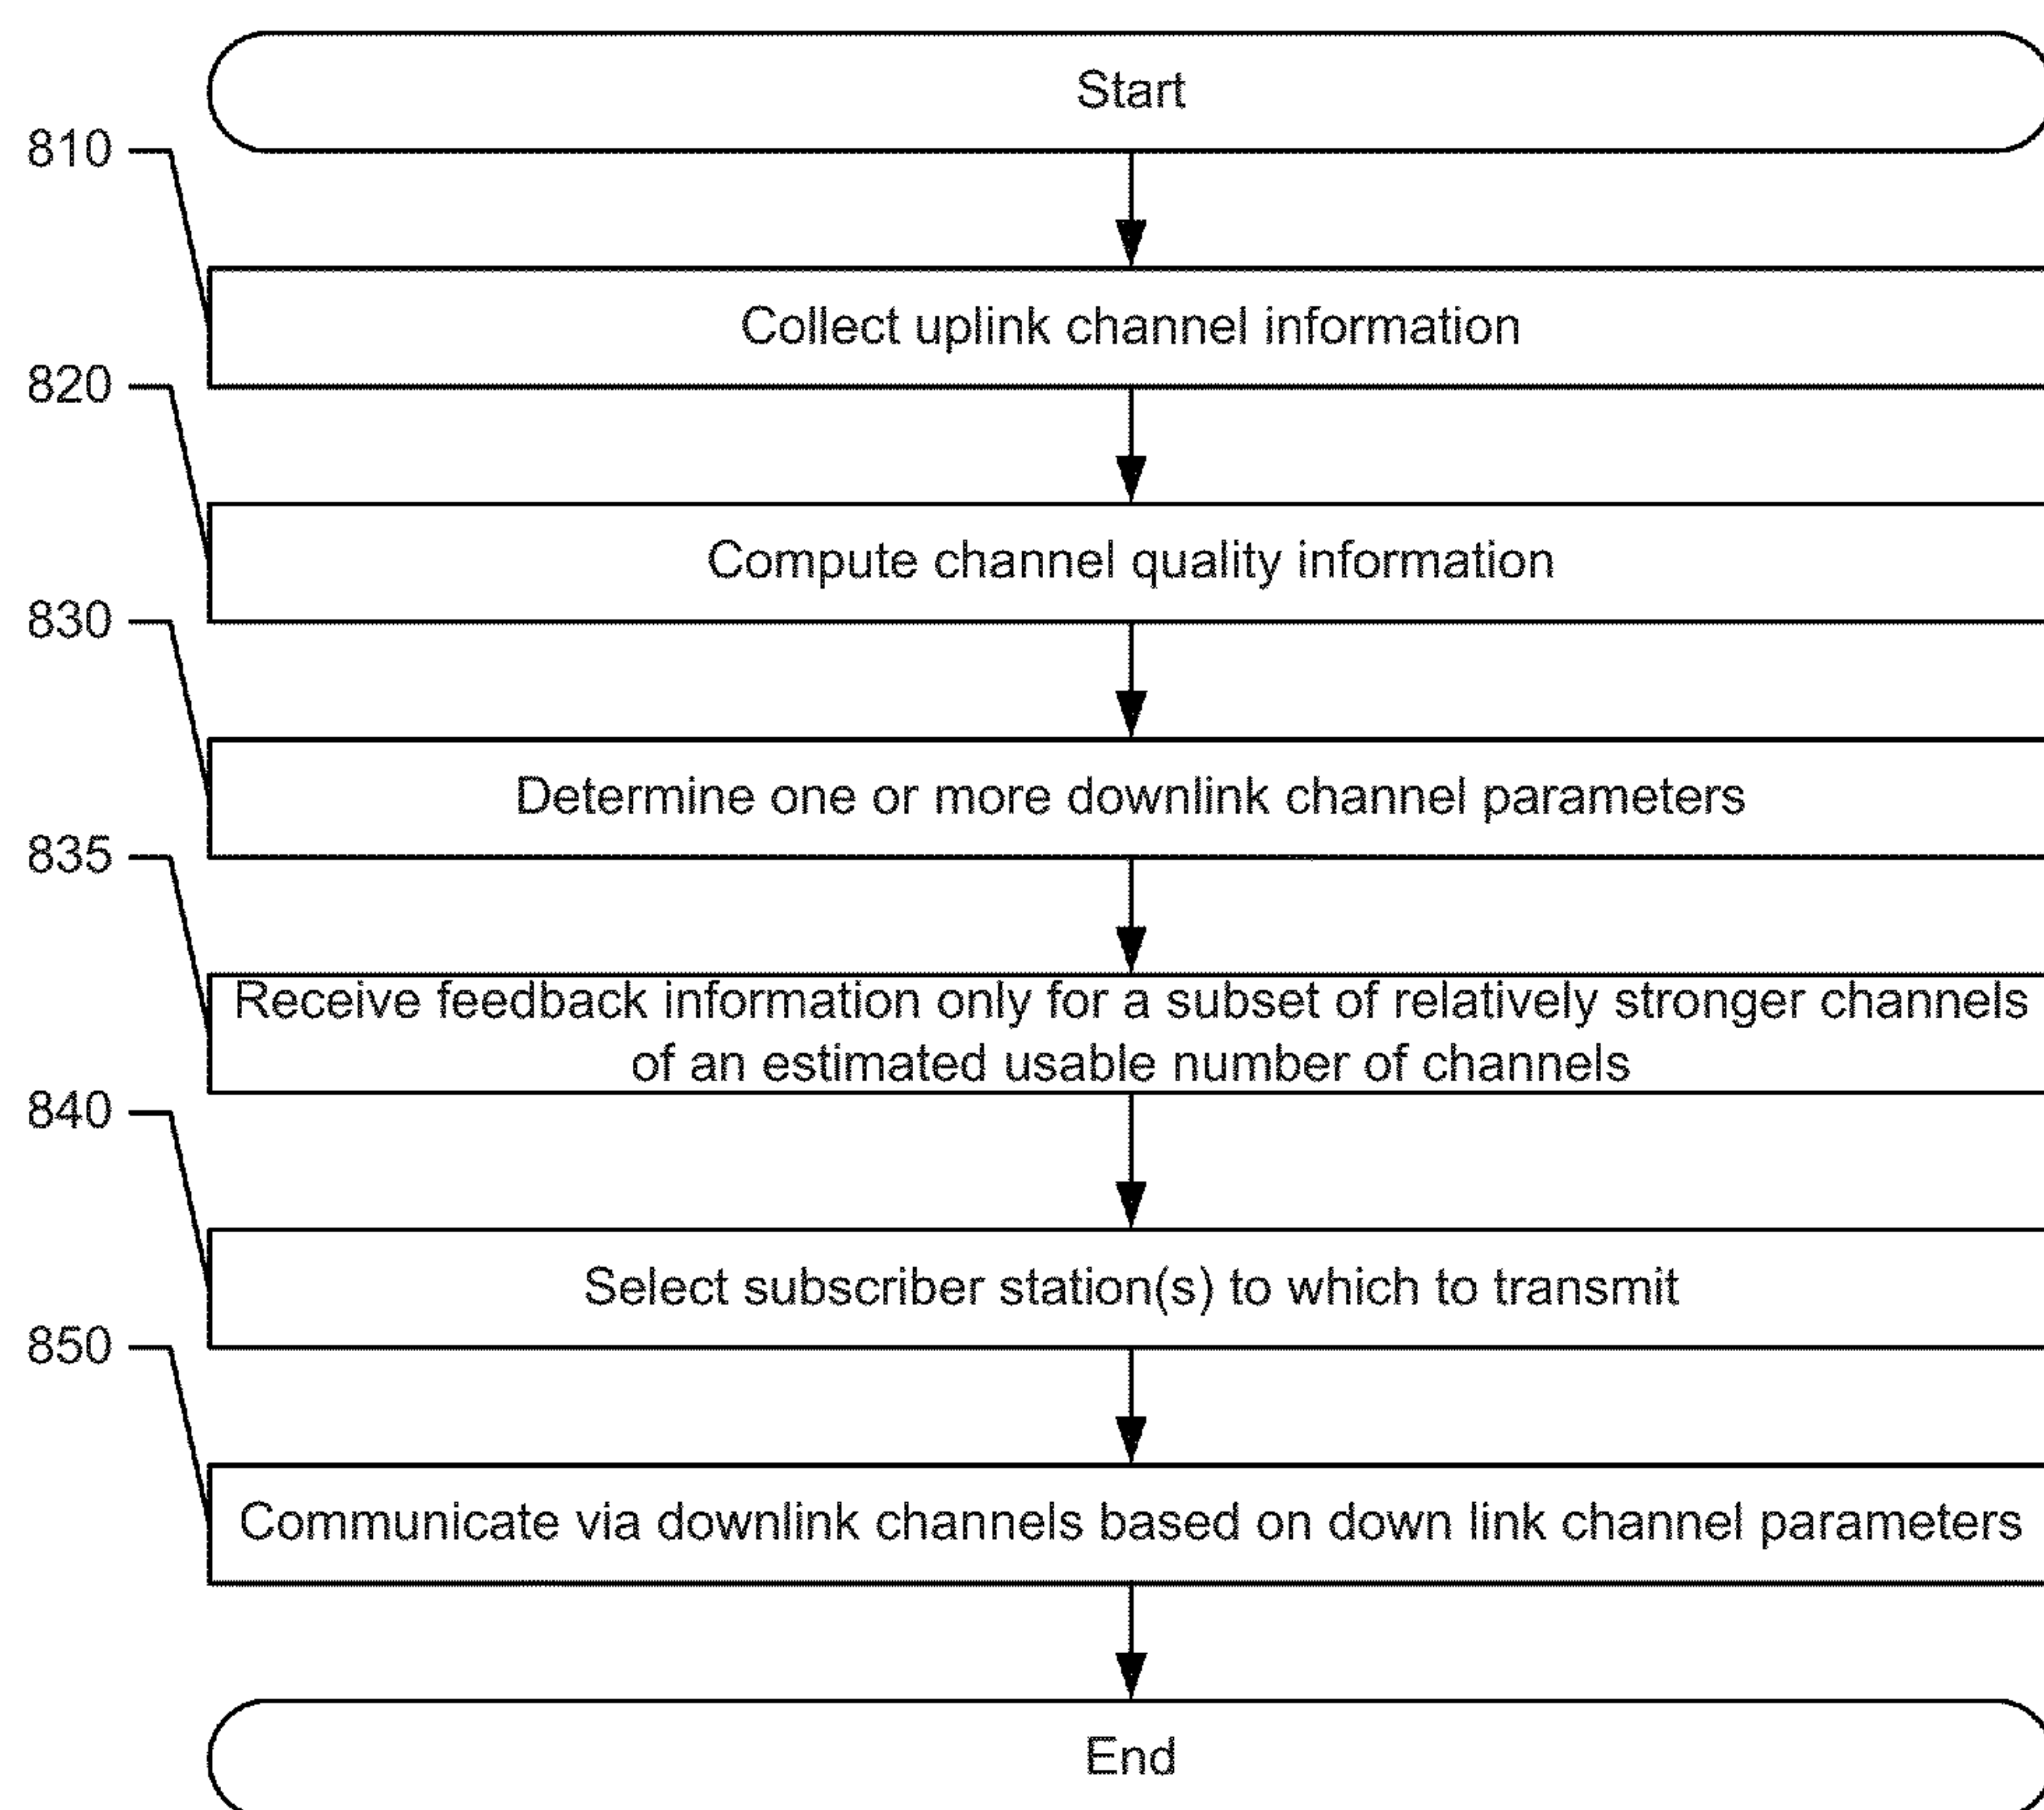 Start
810
Collect uplink channel information
820
Compute channel quality information
830
Determine one or more downlink channel parameters
835
Receive feedback information only for a subset of relatively stronger channels
of an estimated usable number of channels
840
Select subscriber station(s) to which to transmit
850
Communicate via downlink channels based on down link channel parameters
End